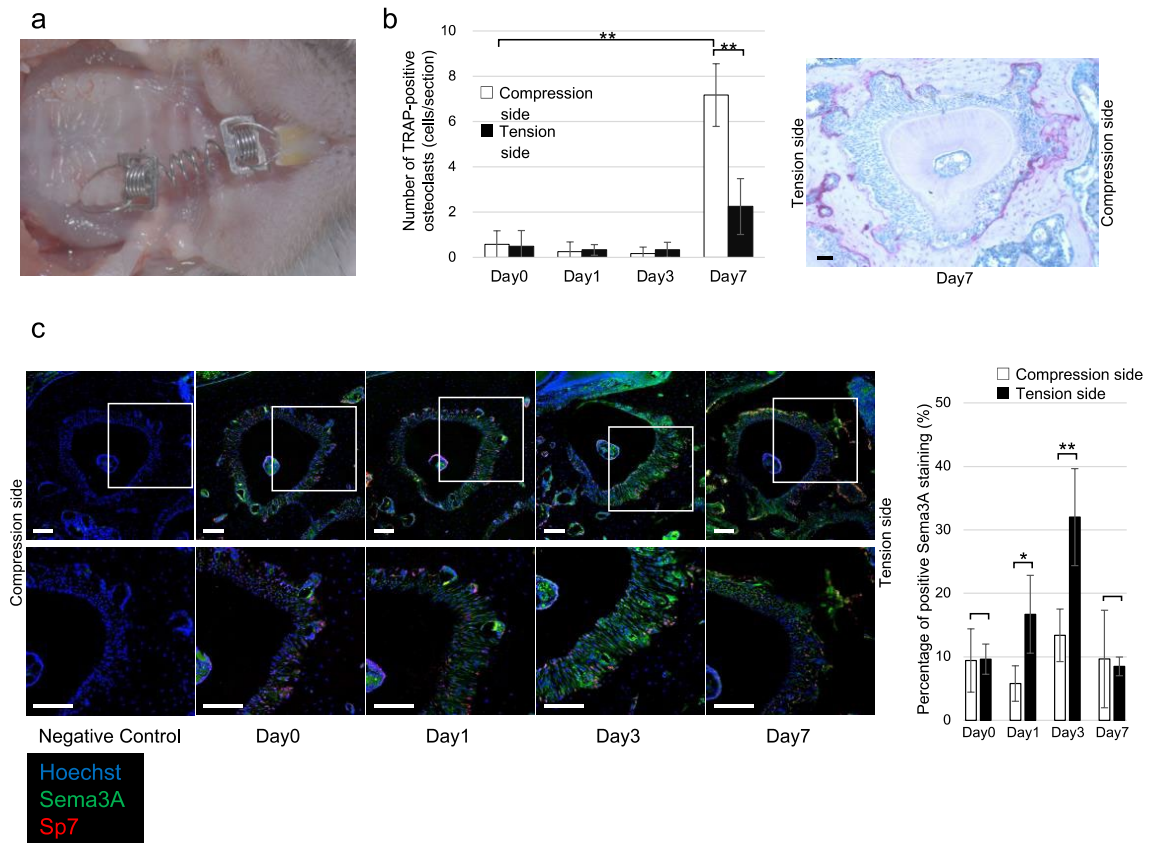 a
b
10
8
6
4
2
0
Number of TRAP-positive
osteoclasts (cells/section)
**
**
Compression
side
Tension
side
Day0
Day1
Day3
Day7
Tension side
Compression side
Day7
c
Compression side
Tension side
Negative Control
Day0
Day1
Day3
Day7
Hoechst
Sema3A
Sp7
Compression side
Tension side
Percentage of positive Sema3A staining (%)
50
40
30
20
10
0
*
**
Day0
Day1
Day3
Day7